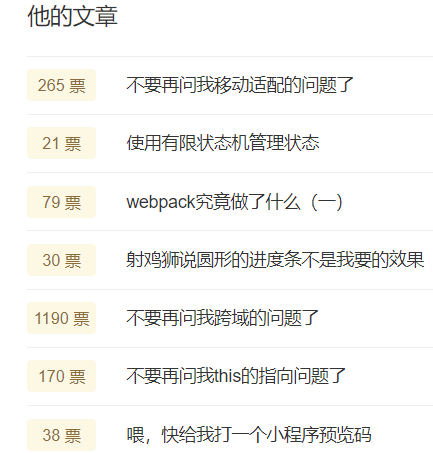 他的文章
265 票 不要再问我移动适配的问题了
21 票 使用有限状态机管理状态
79 票 webpack究竟做了什么（一）
30 票 射鸡狮说圆形的进度条不是我要的效果
1190 票 不要再问我跨域的问题了
170 票 不要再问我this的指向问题了
38 票 喂，快给我打一个小程序预览码